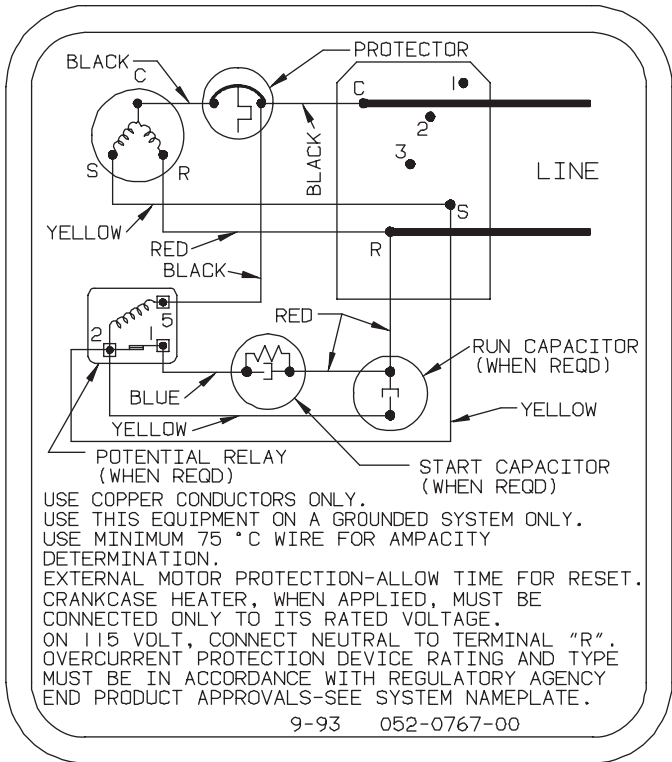 PROTECTOR
BLACK
C
C
1
2
3
BLACK
LINE
S
R
S
YELLOW
RED
R
BLACK
5
2
1
RED
RUN CAPACITOR
(WHEN REQD)
BLUE
YELLOW
YELLOW
POTENTIAL RELAY
(WHEN REQD)
START CAPACITOR
(WHEN REQD)
USE COPPER CONDUCTORS ONLY.
USE THIS EQUIPMENT ON A GROUNDED SYSTEM ONLY.
USE MINIMUM 75 °C WIRE FOR AMPACITY
DETERMINATION.
EXTERNAL MOTOR PROTECTION-ALLOW TIME FOR RESET.
CRANKCASE HEATER, WHEN APPLIED, MUST BE
CONNECTED ONLY TO ITS RATED VOLTAGE.
ON 115 VOLT, CONNECT NEUTRAL TO TERMINAL "R".
OVERCURRENT PROTECTION DEVICE RATING AND TYPE
MUST BE IN ACCORDANCE WITH REGULATORY AGENCY
END PRODUCT APPROVALS-SEE SYSTEM NAMEPLATE.
9-93 052-0767-00